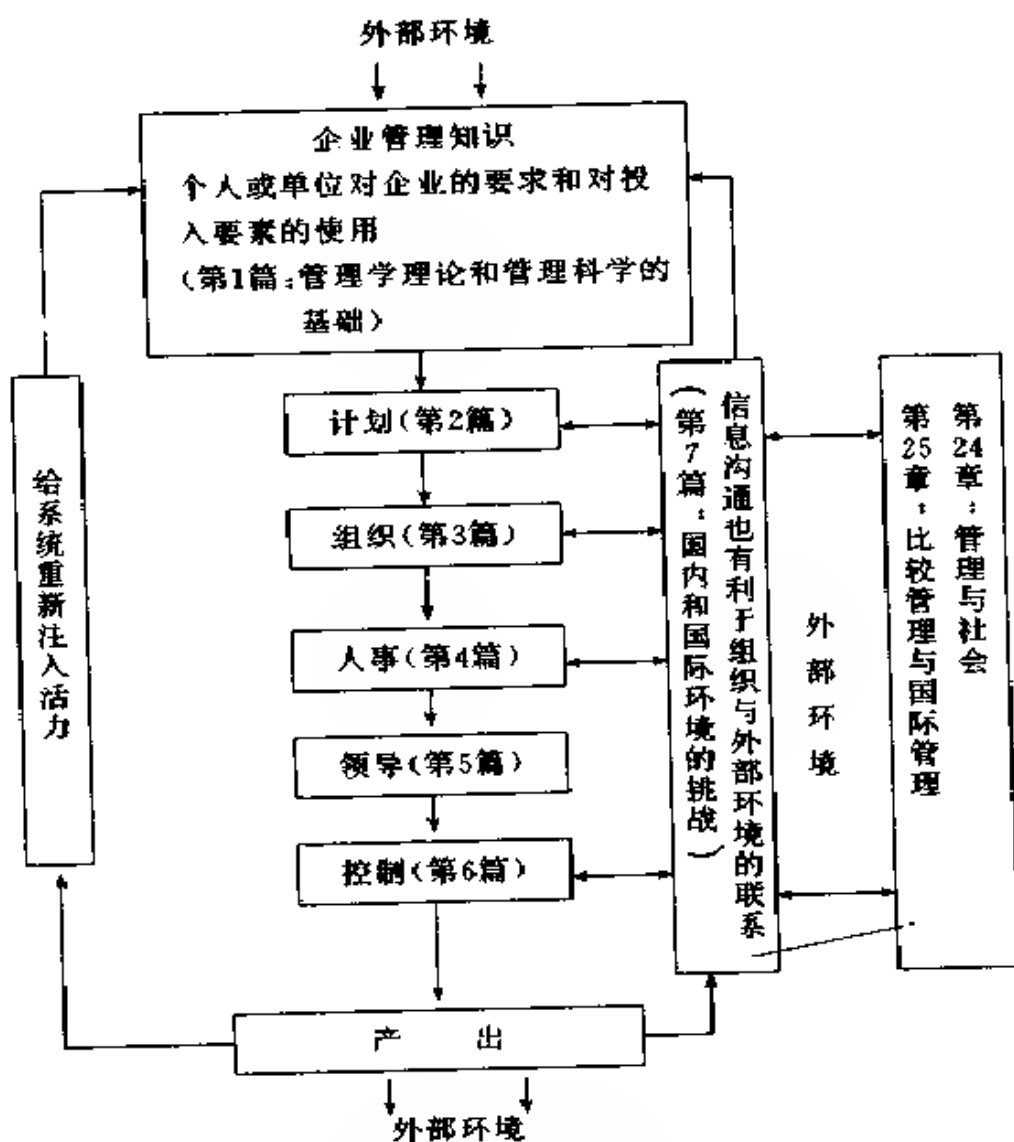 外部环境
企业管理知识
个人或单位对企业的要求和对投
入要素的使用
(第1篇:管理学理论和管理科学的
基础)
计划(第2篇)
组织(第3篇)
人事(第4篇)
领导(第5篇)
控制(第6篇)
产 出
外部环境
给系统重新注入活力
信息沟通也有利于组织与外部环境的联系
(第7篇:国内和国际环境的挑战)
外部环境
第24章:管理与社会
第25章:比较管理与国际管理